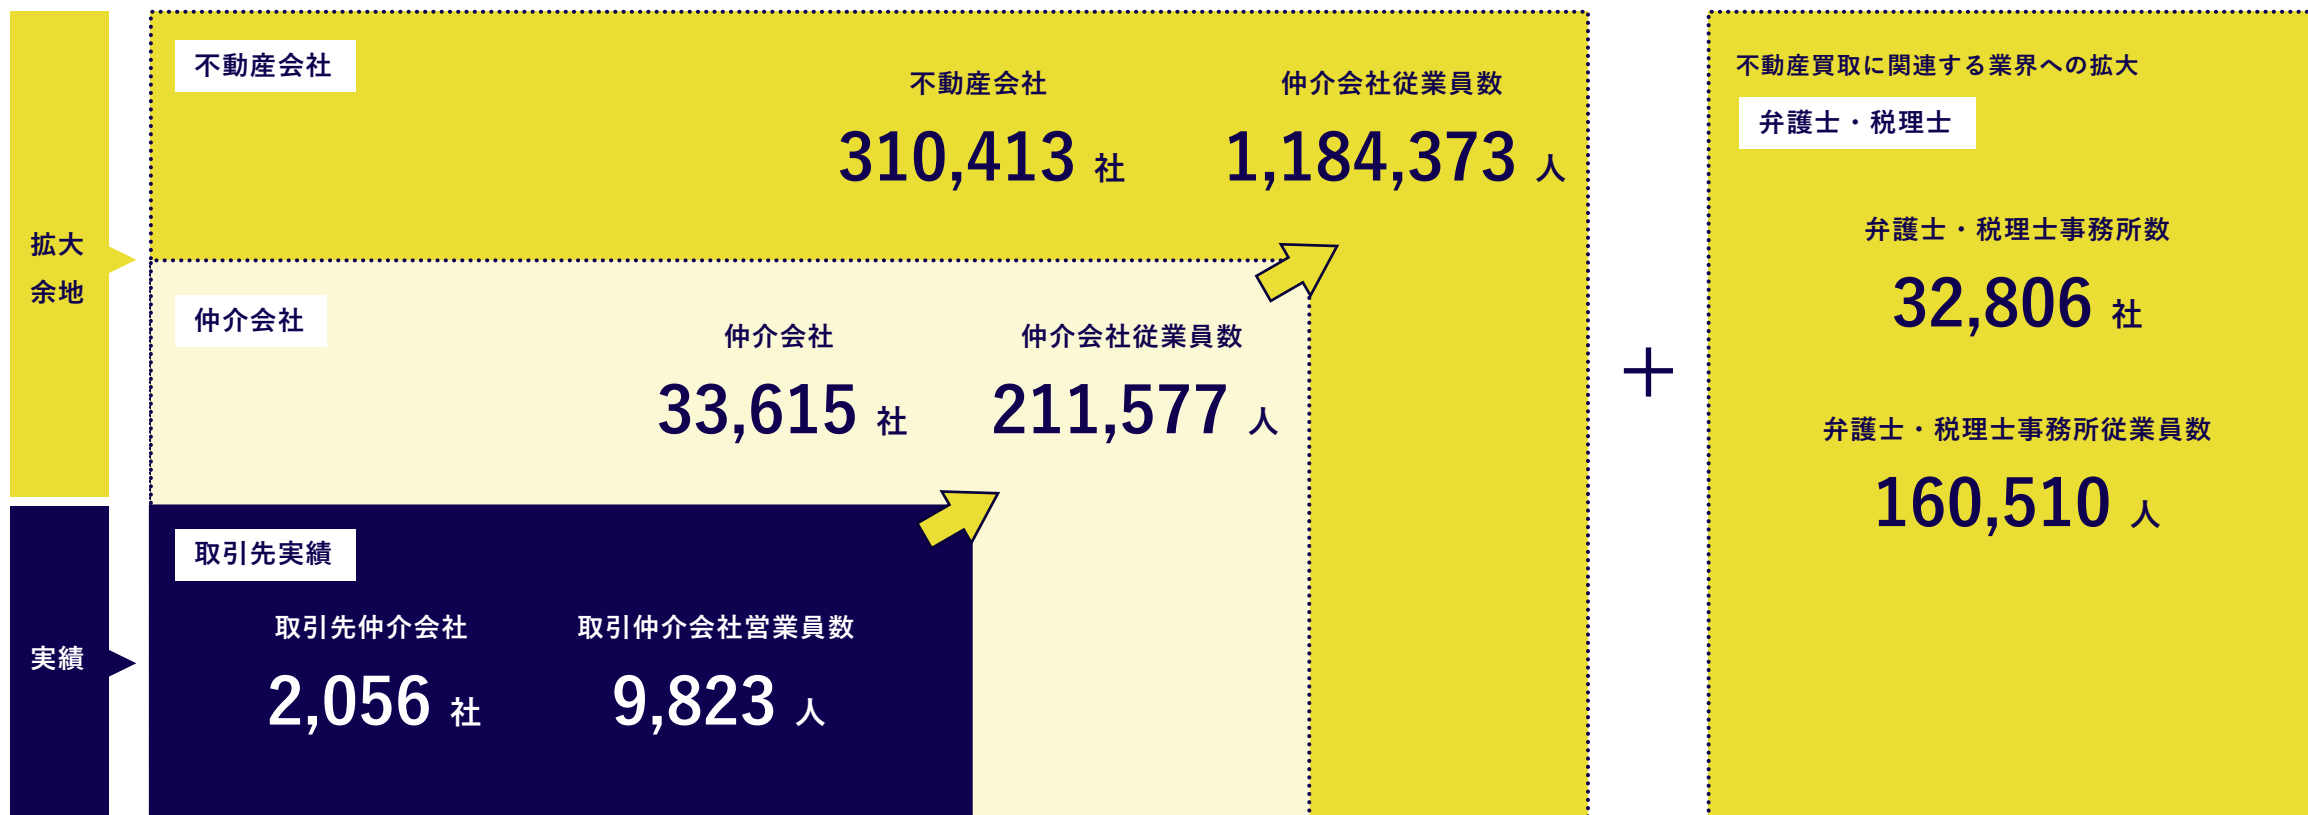 拡大
余地
不動産会社
不動産会社
310,413 社
仲介会社従業員数
1,184,373 人
仲介会社
仲介会社
33,615 社
仲介会社従業員数
211,577 人
実績
取引先実績
取引先仲介会社
2,056 社
取引仲介会社営業員数
9,823 人
+
不動産買取に関連する業界への拡大
弁護士・税理士
弁護士・税理士事務所数
32,806 社
弁護士・税理士事務所従業員数
160,510 人